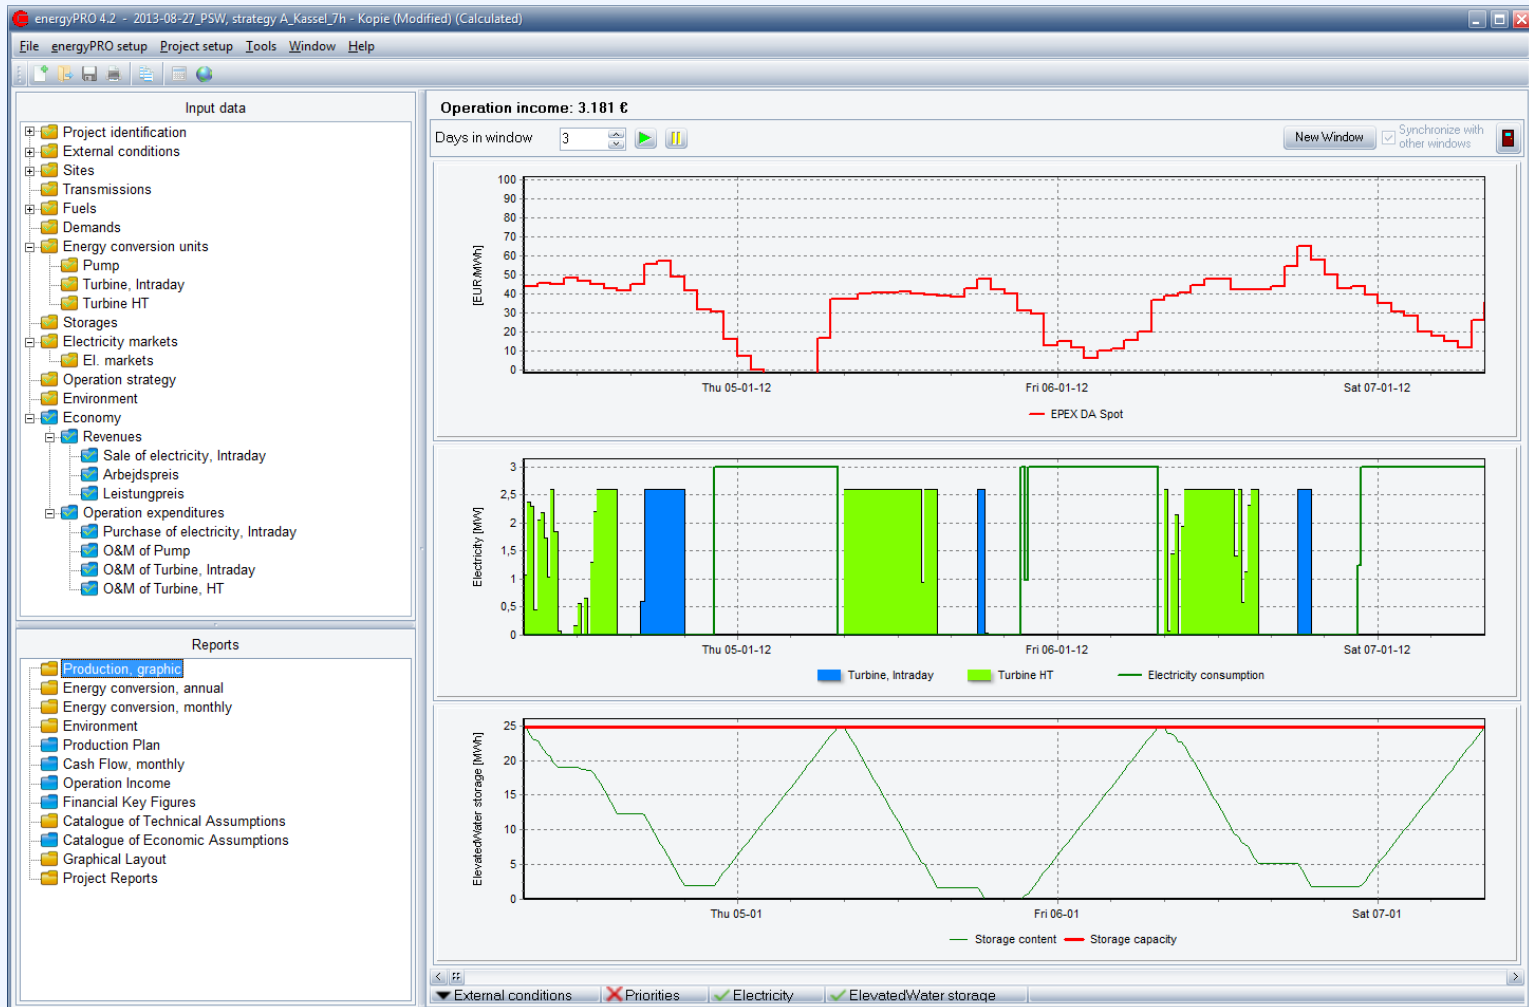 energyPRO 4.2 - 2013-08-27_PSW, strategy A_Kassel_7h - Kopie (Modified) (Calculated)
File energyPRO setup Project setup Tools Window Help
Input data
Project identification
External conditions
Sites
Transmissions
Fuels
Demands
Energy conversion units
Pump
Turbine, Intraday
Turbine HT
Storages
Electricity markets
El. markets
Operation strategy
Environment
Economy
Revenues
Sale of electricity, Intraday
Arbejdspreis
Leistungpreis
Operation expenditures
Purchase of electricity, Intraday
O&M of Pump
O&M of Turbine, Intraday
O&M of Turbine, HT
Reports
Production, graphic
Energy conversion, annual
Energy conversion, monthly
Environment
Production Plan
Cash Flow, monthly
Operation Income
Financial Key Figures
Catalogue of Technical Assumptions
Catalogue of Economic Assumptions
Graphical Layout
Project Reports
Operation income: 3.181 €
Days in window 3
New Window
Synchronize with
other windows
[EUR/MWh]
100
90
80
70
60
50
40
30
20
10
0
Thu 05-01-12 Fri 06-01-12 Sat 07-01-12
EPEX DA Spot
Electricity [MW]
3
2,5
2
1,5
1
0,5
0
Thu 05-01-12 Fri 06-01-12 Sat 07-01-12
Turbine, Intraday Turbine HT Electricity consumption
ElevatedWater storage [MWh]
25
20
15
10
5
0
Thu 05-01 Fri 06-01 Sat 07-01
Storage content Storage capacity
External conditions Priorities Electricity ElevatedWater storage